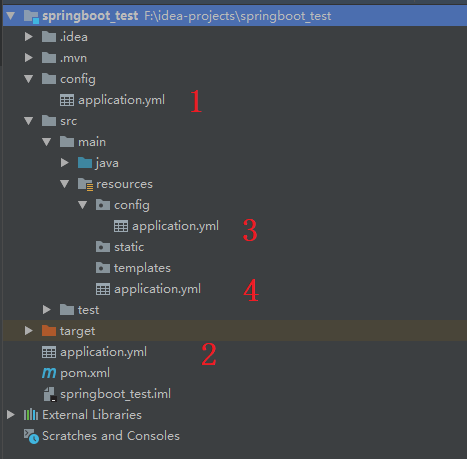 springboot_test F:\idea-projects\springboot_test
.idea
.mvn
config
application.yml 1
src
main
java
resources
config
application.yml 3
static
templates
application.yml 4
test
target
application.yml 2
pom.xml
springboot_test.iml
External Libraries
Scratches and Consoles